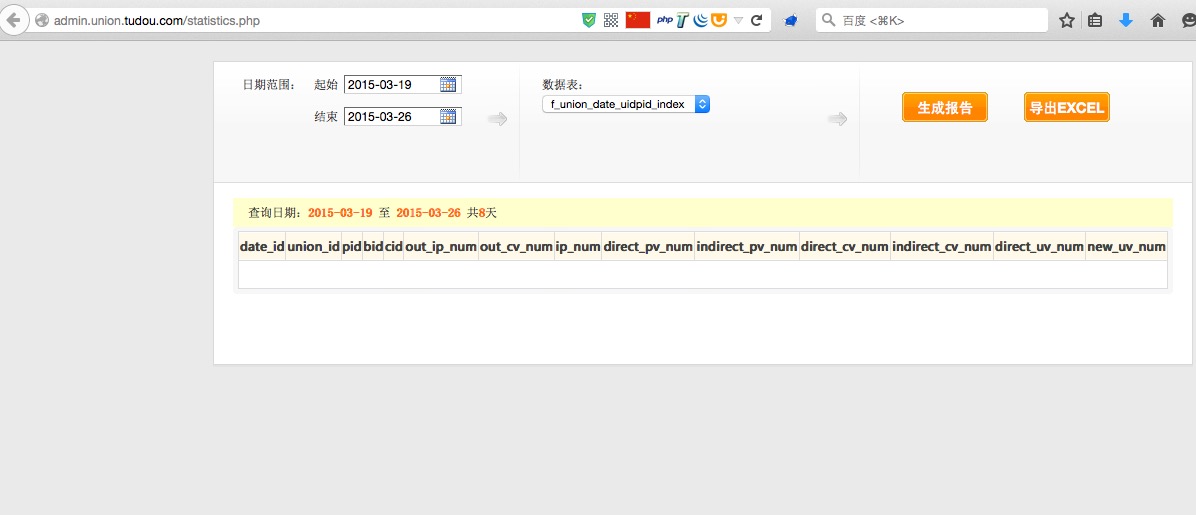 admin.union.tudou.com/statistics.php
php
T
百度 <⌘K>
日期范围：
起始
2015-03-19
结束
2015-03-26
数据表：
f_union_date_uidpid_index
生成报告
导出EXCEL
查询日期：2015-03-19 至 2015-03-26 共8天
date_id union_id pid bid cid out_ip_num out_cv_num ip_num direct_pv_num indirect_pv_num direct_cv_num indirect_cv_num direct_uv_num new_uv_num